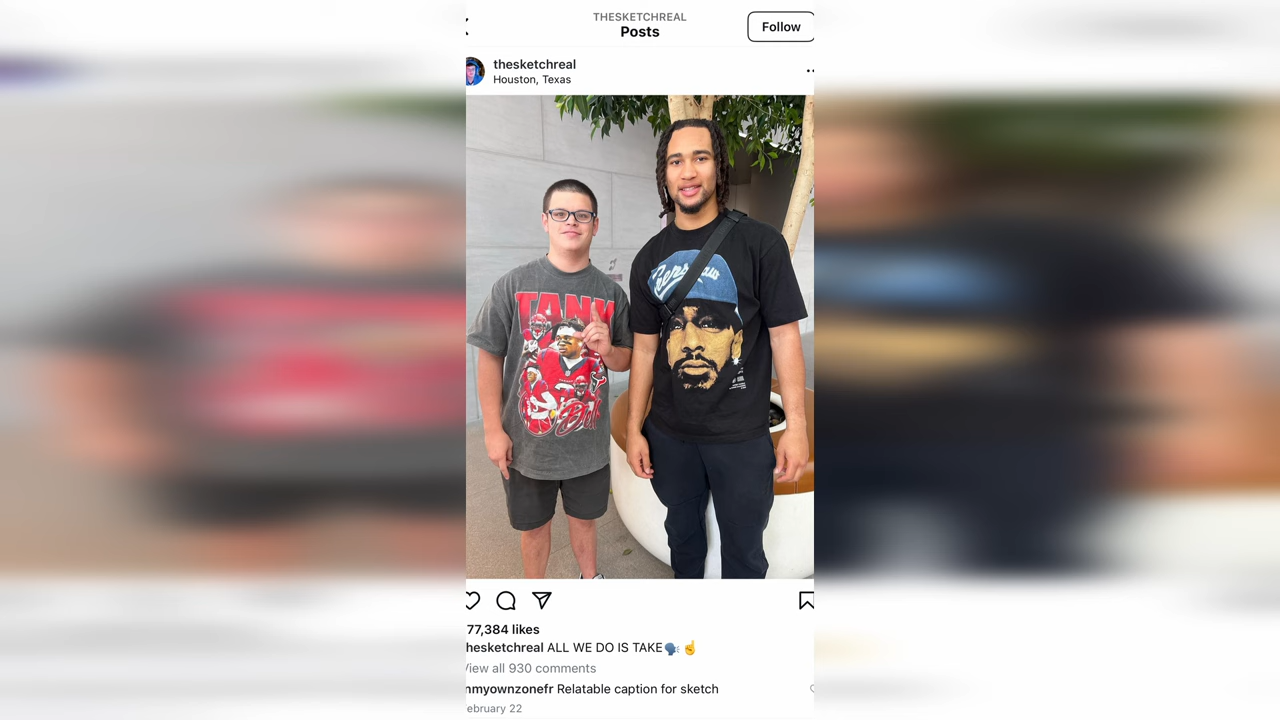 THESKETCHREAL
Posts
Follow
thesketchreal
Houston, Texas
TANK
Crenshaw
77,384 likes
hesketchreal ALL WE DO IS TAKE🗣️☝️
View all 930 comments
nmyownzonefr Relatable caption for sketch
ebruary 22